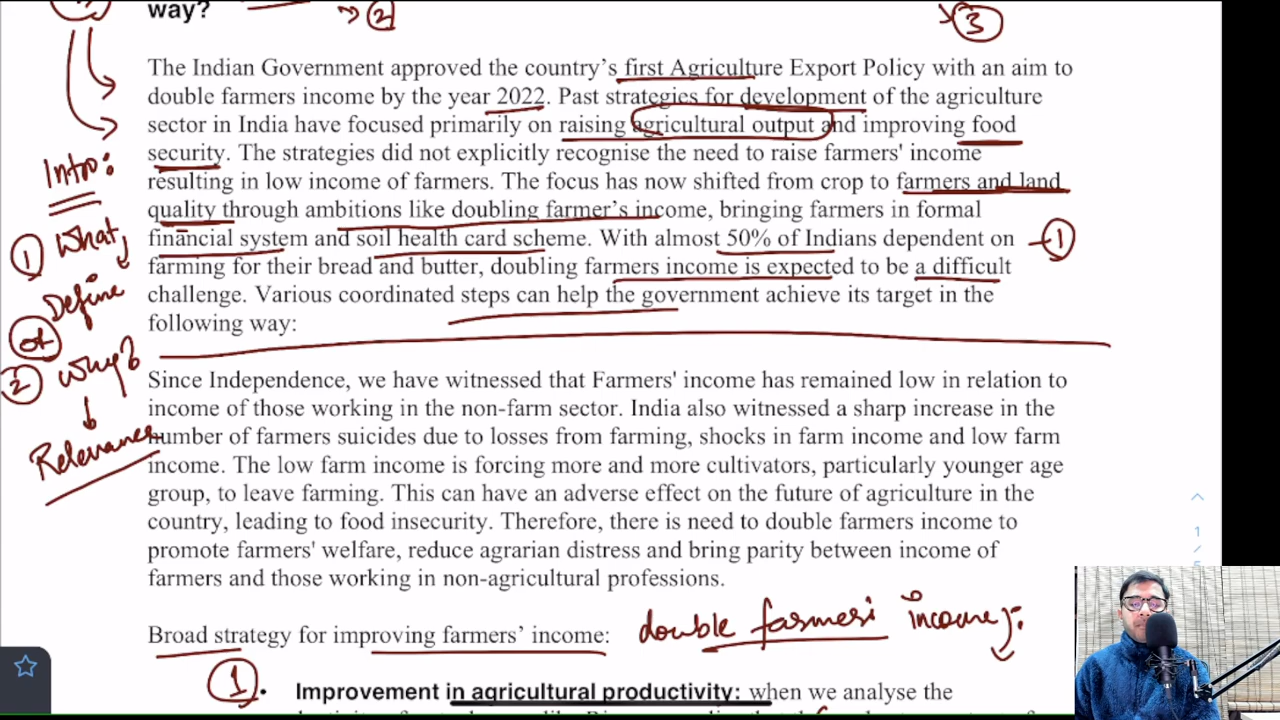 way?
2
3
The Indian Government approved the country's first Agriculture Export Policy with an aim to
double farmers income by the year 2022. Past strategies for development of the agriculture
sector in India have focused primarily on raising agricultural output and improving food
security. The strategies did not explicitly recognise the need to raise farmers' income
resulting in low income of farmers. The focus has now shifted from crop to farmers and land
quality through ambitions like doubling farmer's income, bringing farmers in formal
financial system and soil health card scheme. With almost 50% of Indians dependent on
1
farming for their bread and butter, doubling farmers income is expected to be a difficult
challenge. Various coordinated steps can help the government achieve its target in the
following way:
Intro:
1 What
Define
or
2 Why?
Relevance
Since Independence, we have witnessed that Farmers' income has remained low in relation to
income of those working in the non-farm sector. India also witnessed a sharp increase in the
number of farmers suicides due to losses from farming, shocks in farm income and low farm
income. The low farm income is forcing more and more cultivators, particularly younger age
group, to leave farming. This can have an adverse effect on the future of agriculture in the
country, leading to food insecurity. Therefore, there is need to double farmers income to
promote farmers' welfare, reduce agrarian distress and bring parity between income of
farmers and those working in non-agricultural professions.
Broad strategy for improving farmers' income: double farmers income:
1
• Improvement in agricultural productivity: when we analyse the
1
/